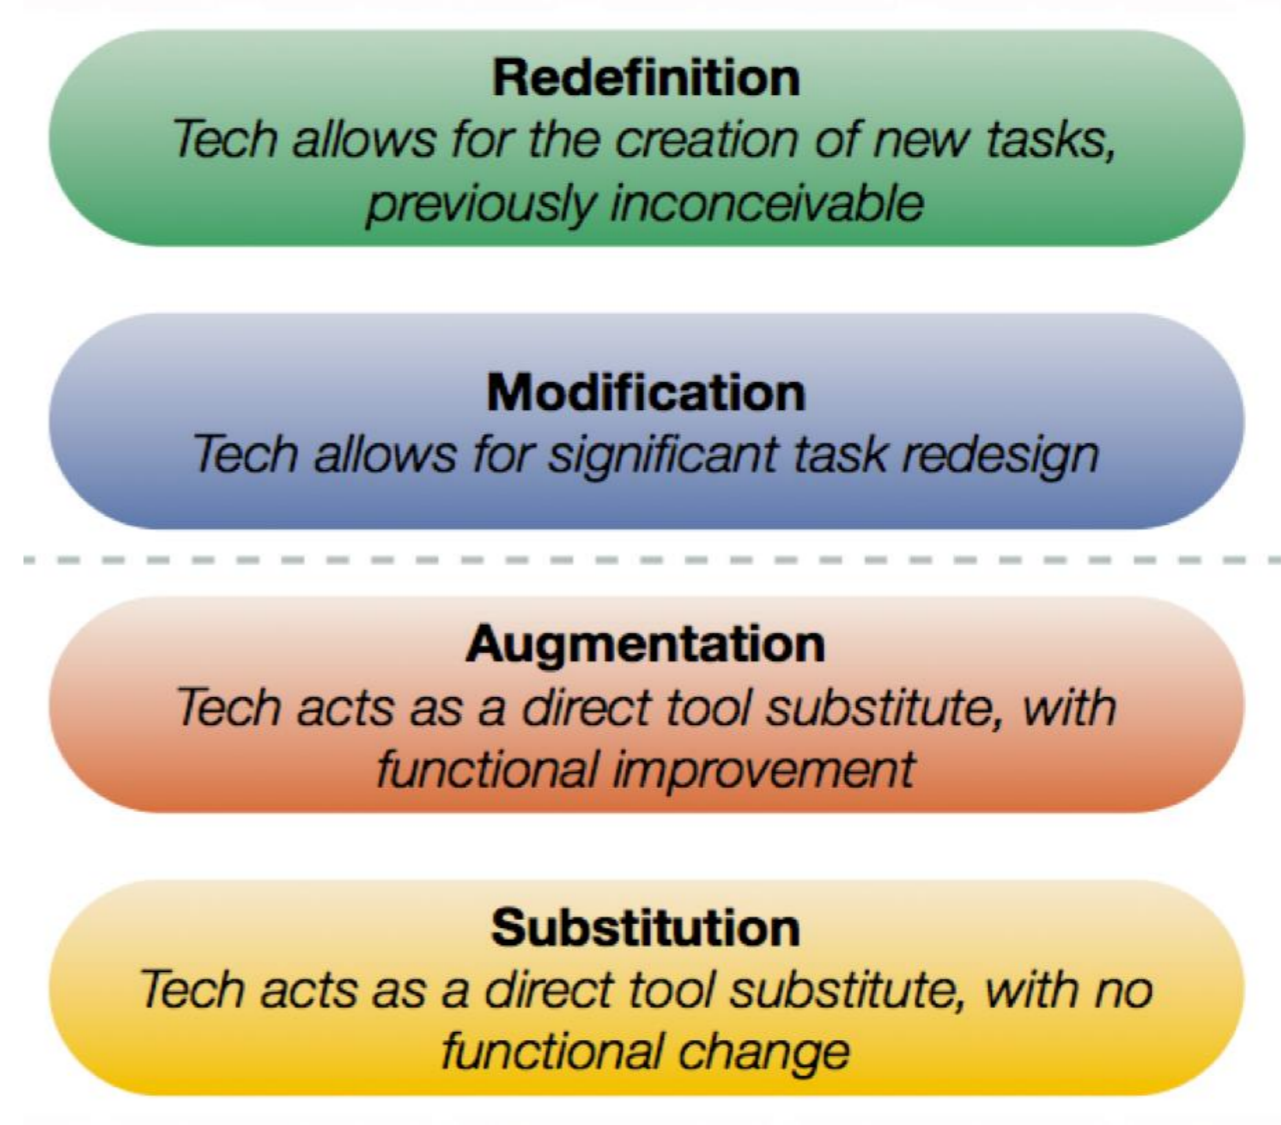 Redefinition
Tech allows for the creation of new tasks,
previously inconceivable
Modification
Tech allows for significant task redesign
Augmentation
Tech acts as a direct tool substitute, with
functional improvement
Substitution
Tech acts as a direct tool substitute, with no
functional change